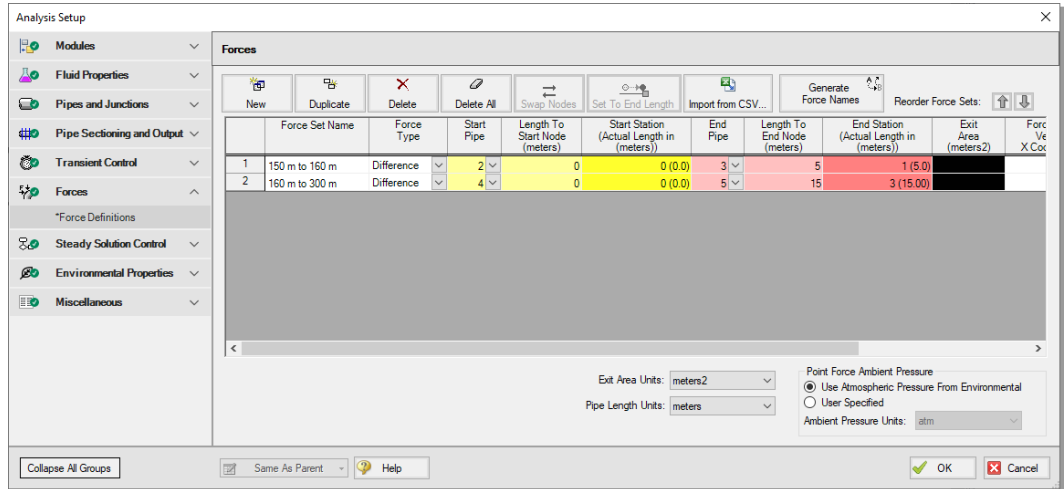 Analysis Setup
Modules
Fluid Properties
Pipes and Junctions
Pipe Sectioning and Output
Transient Control
Forces
*Force Definitions
Steady Solution Control
Environmental Properties
Miscellaneous
Forces
New
Duplicate
Delete
Delete All
Swap Nodes
Set To End Length
Import from CSV...
Generate
Force Names
Reorder Force Sets:
Force Set Name
Force
Type
Start
Pipe
Length To
Start Node
(meters)
Start Station
(Actual Length in
(meters))
End
Pipe
Length To
End Node
(meters)
End Station
(Actual Length in
(meters))
Exit
Area
(meters2)
Forc
Ve
X Coo
1 150 m to 160 m Difference 2 0 0 (0.0) 3 5 1 (5.0)
2 160 m to 300 m Difference 4 0 0 (0.0) 5 15 3 (15.00)
Exit Area Units: meters2
Pipe Length Units: meters
Point Force Ambient Pressure
Use Atmospheric Pressure From Environmental
User Specified
Ambient Pressure Units: atm
Collapse All Groups
Same As Parent
Help
OK
Cancel